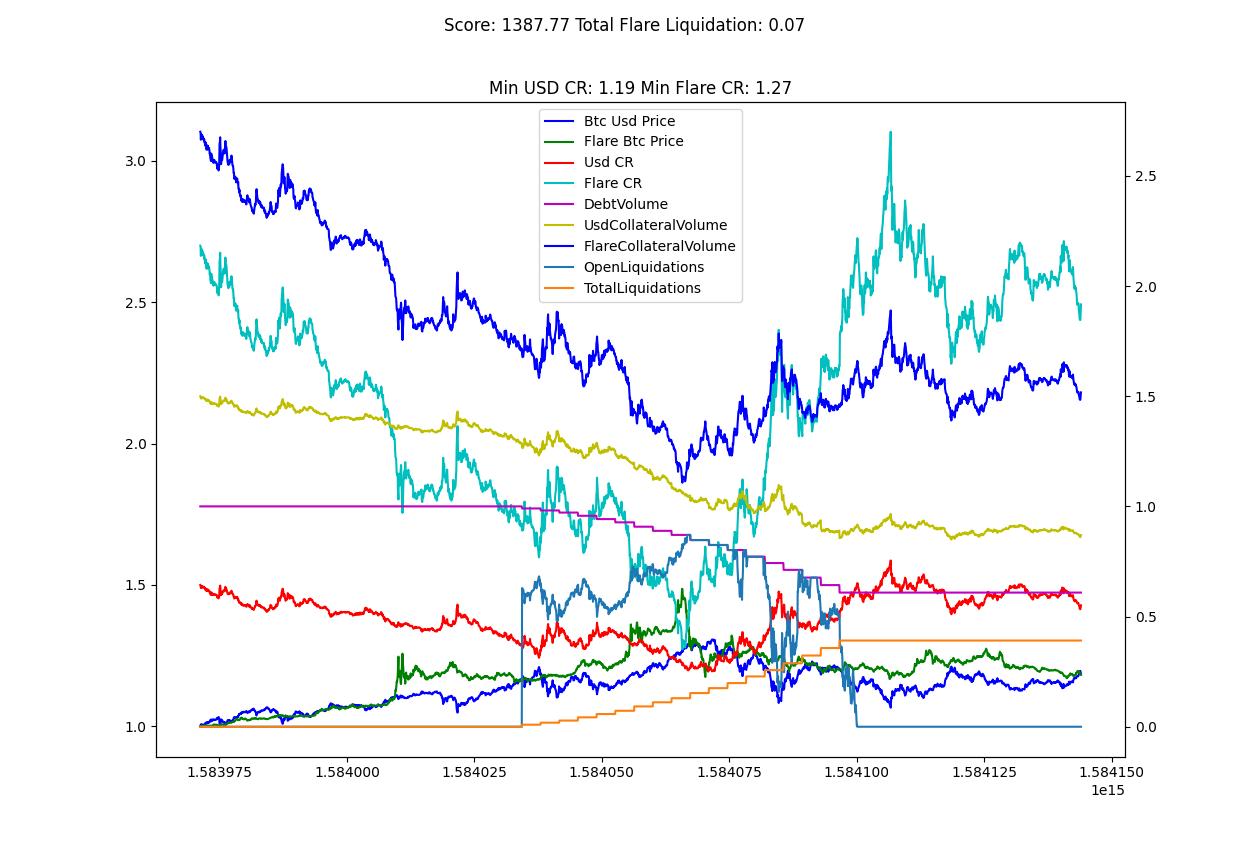 Score: 1387.77 Total Flare Liquidation: 0.07
Min USD CR: 1.19 Min Flare CR: 1.27
Btc Usd Price
Flare Btc Price
Usd CR
Flare CR
DebtVolume
UsdCollateralVolume
FlareCollateralVolume
OpenLiquidations
TotalLiquidations
3.0
2.5
2.0
1.5
1.0
2.5
2.0
1.5
1.0
0.5
0.0
1.583975 1.584000 1.584025 1.584050 1.584075 1.584100 1.584125 1.584150
1e15